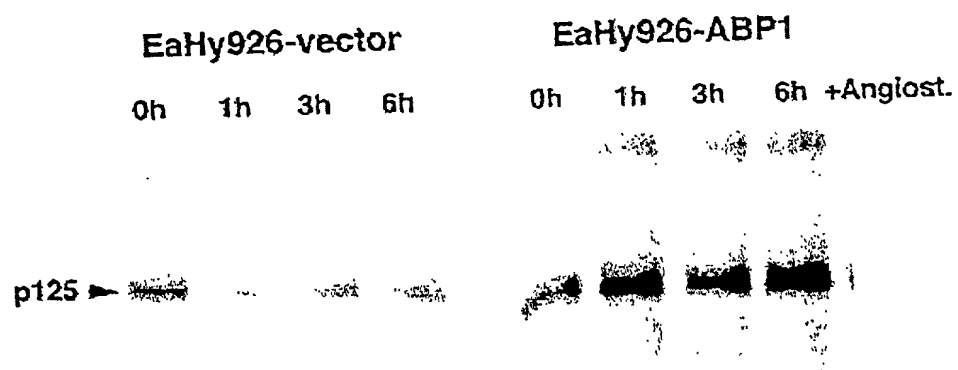 EaHy926-vector
EaHy926-ABP1
0h 1h 3h 6h
0h 1h 3h 6h +Angiost.
p125